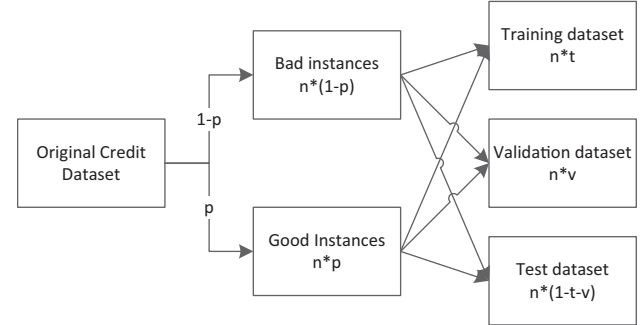 Original Credit
Dataset
1-p
p
Bad instances
n*(1-p)
Good Instances
n*p
Training dataset
n*t
Validation dataset
n*v
Test dataset
n*(1-t-v)